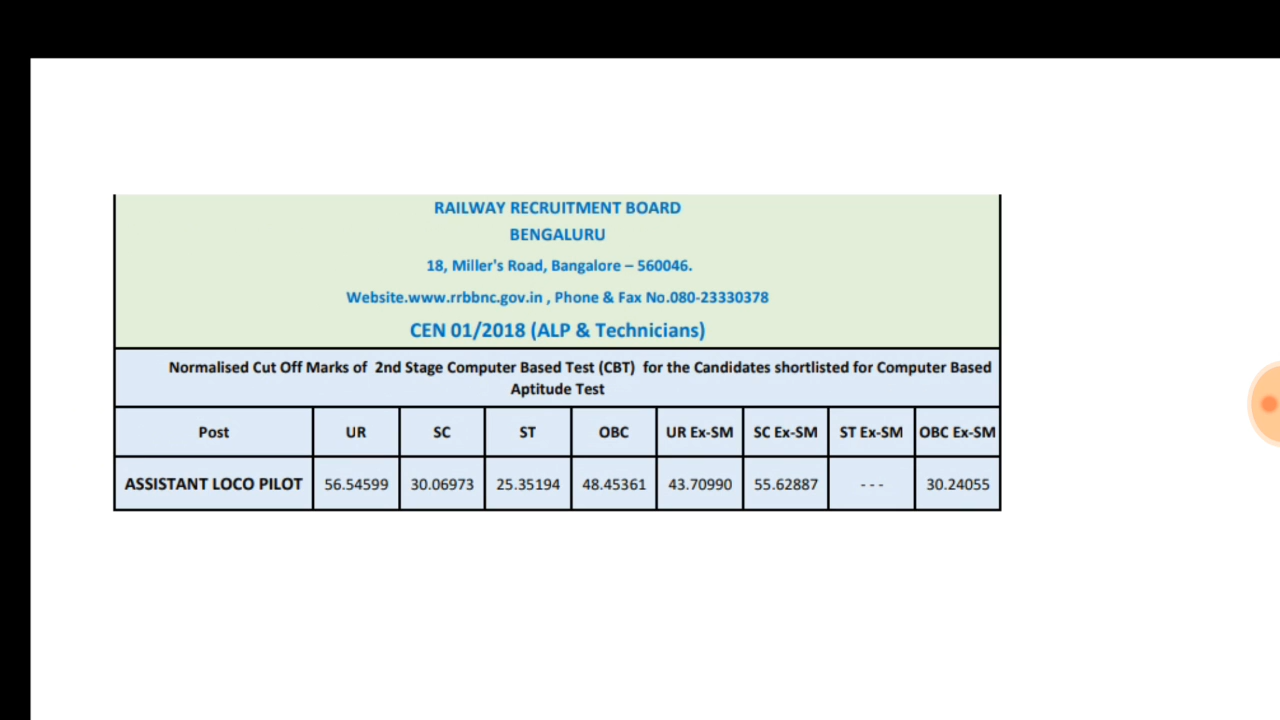 RAILWAY RECRUITMENT BOARD
BENGALURU
18, Miller's Road, Bangalore – 560046.
Website.www.rrbbnc.gov.in , Phone & Fax No.080-23330378
CEN 01/2018 (ALP & Technicians)
Normalised Cut Off Marks of 2nd Stage Computer Based Test (CBT) for the Candidates shortlisted for Computer Based
Aptitude Test
Post UR SC ST OBC UR Ex-SM SC Ex-SM ST Ex-SM OBC Ex-SM
ASSISTANT LOCO PILOT 56.54599 30.06973 25.35194 48.45361 43.70990 55.62887 - - - 30.24055